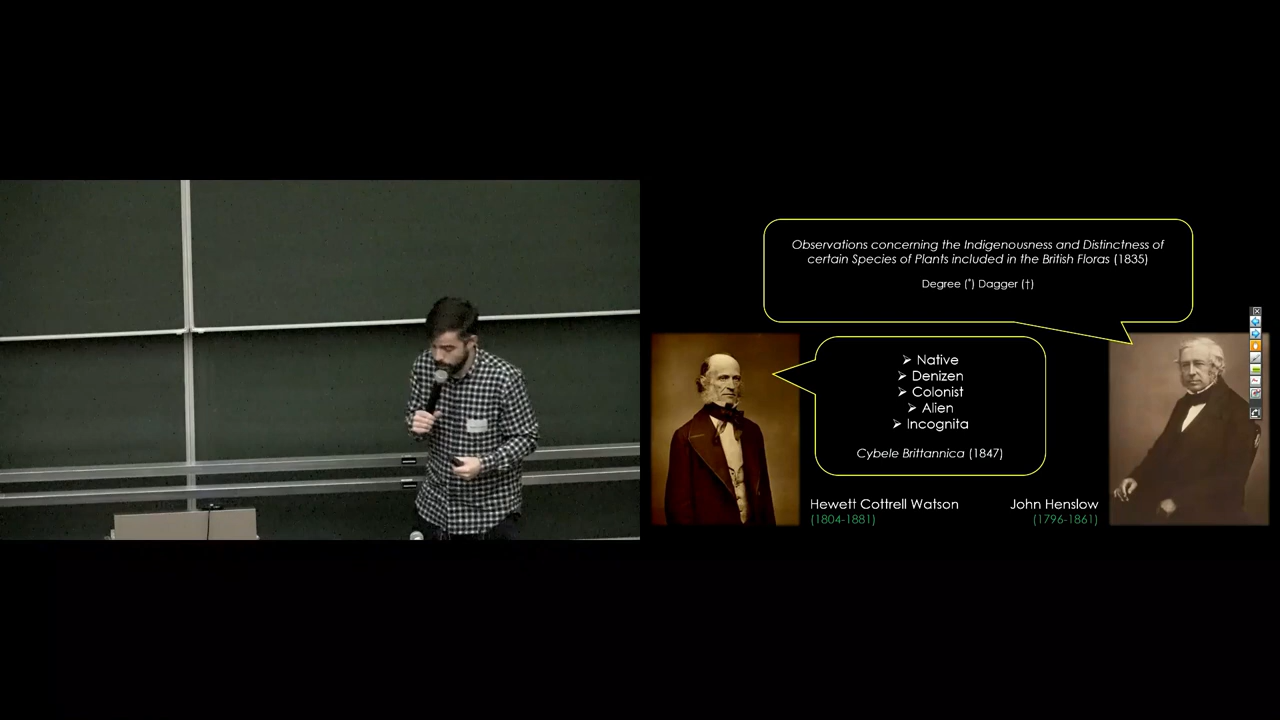 Observations concerning the Indigenousness and Distinctness of
certain Species of Plants included in the British Floras (1835)
Degree (*) Dagger (†)
➢ Native
➢ Denizen
➢ Colonist
➢ Alien
➢ Incognita
Cybele Brittannica (1847)
Hewett Cottrell Watson
(1804-1881)
John Henslow
(1796-1861)